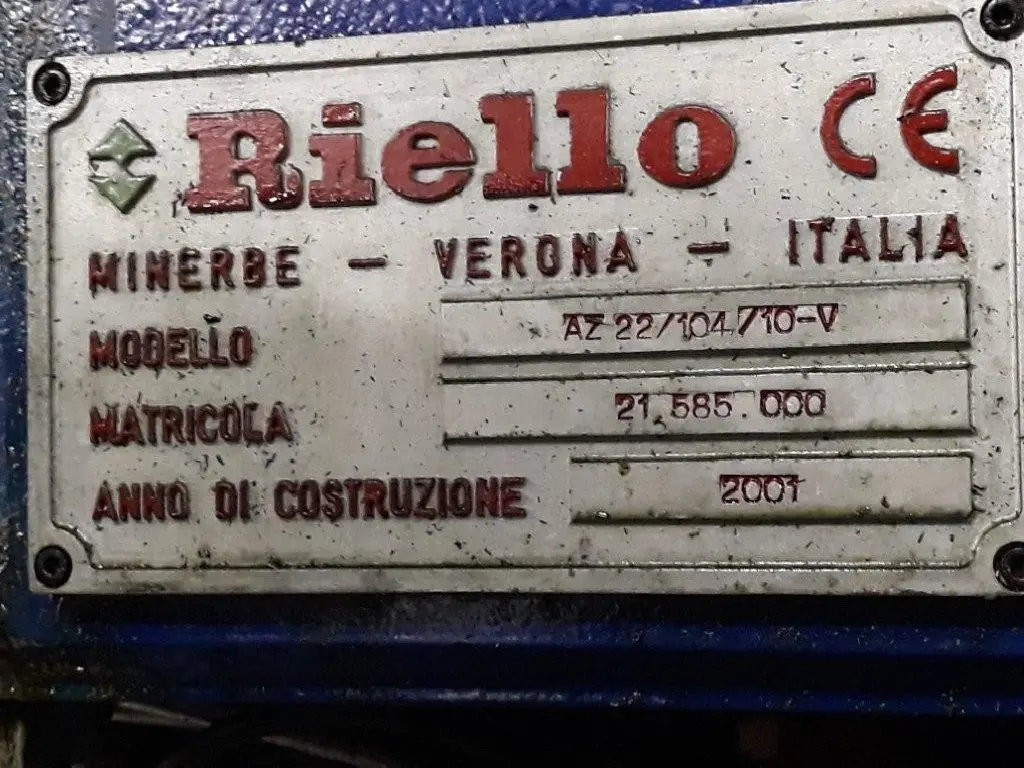 Riello CE
MINERBE - VERONA - ITALIA
MODELLO AZ 22/104/10-V
MATRICOLA 21.585.000
ANNO DI COSTRUZIONE 2001